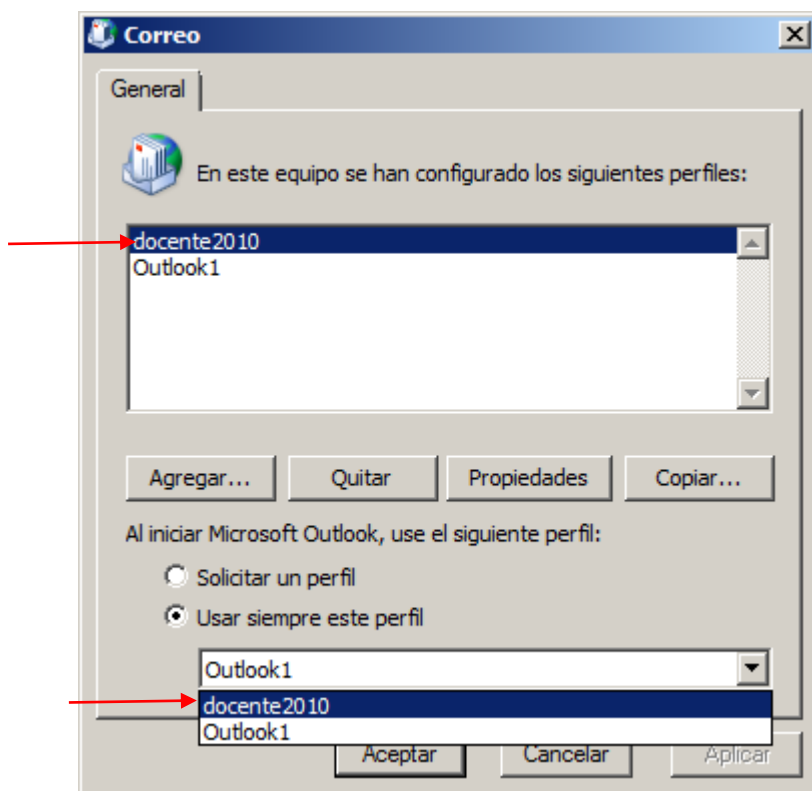 Correo
General
En este equipo se han configurado los siguientes perfiles:
docente2010
Outlook1
Agregar... Quitar Propiedades Copiar...
Al iniciar Microsoft Outlook, use el siguiente perfil:
Solicitar un perfil
Usar siempre este perfil
Outlook1
docente2010
Outlook1
Aceptar Cancelar Aplicar